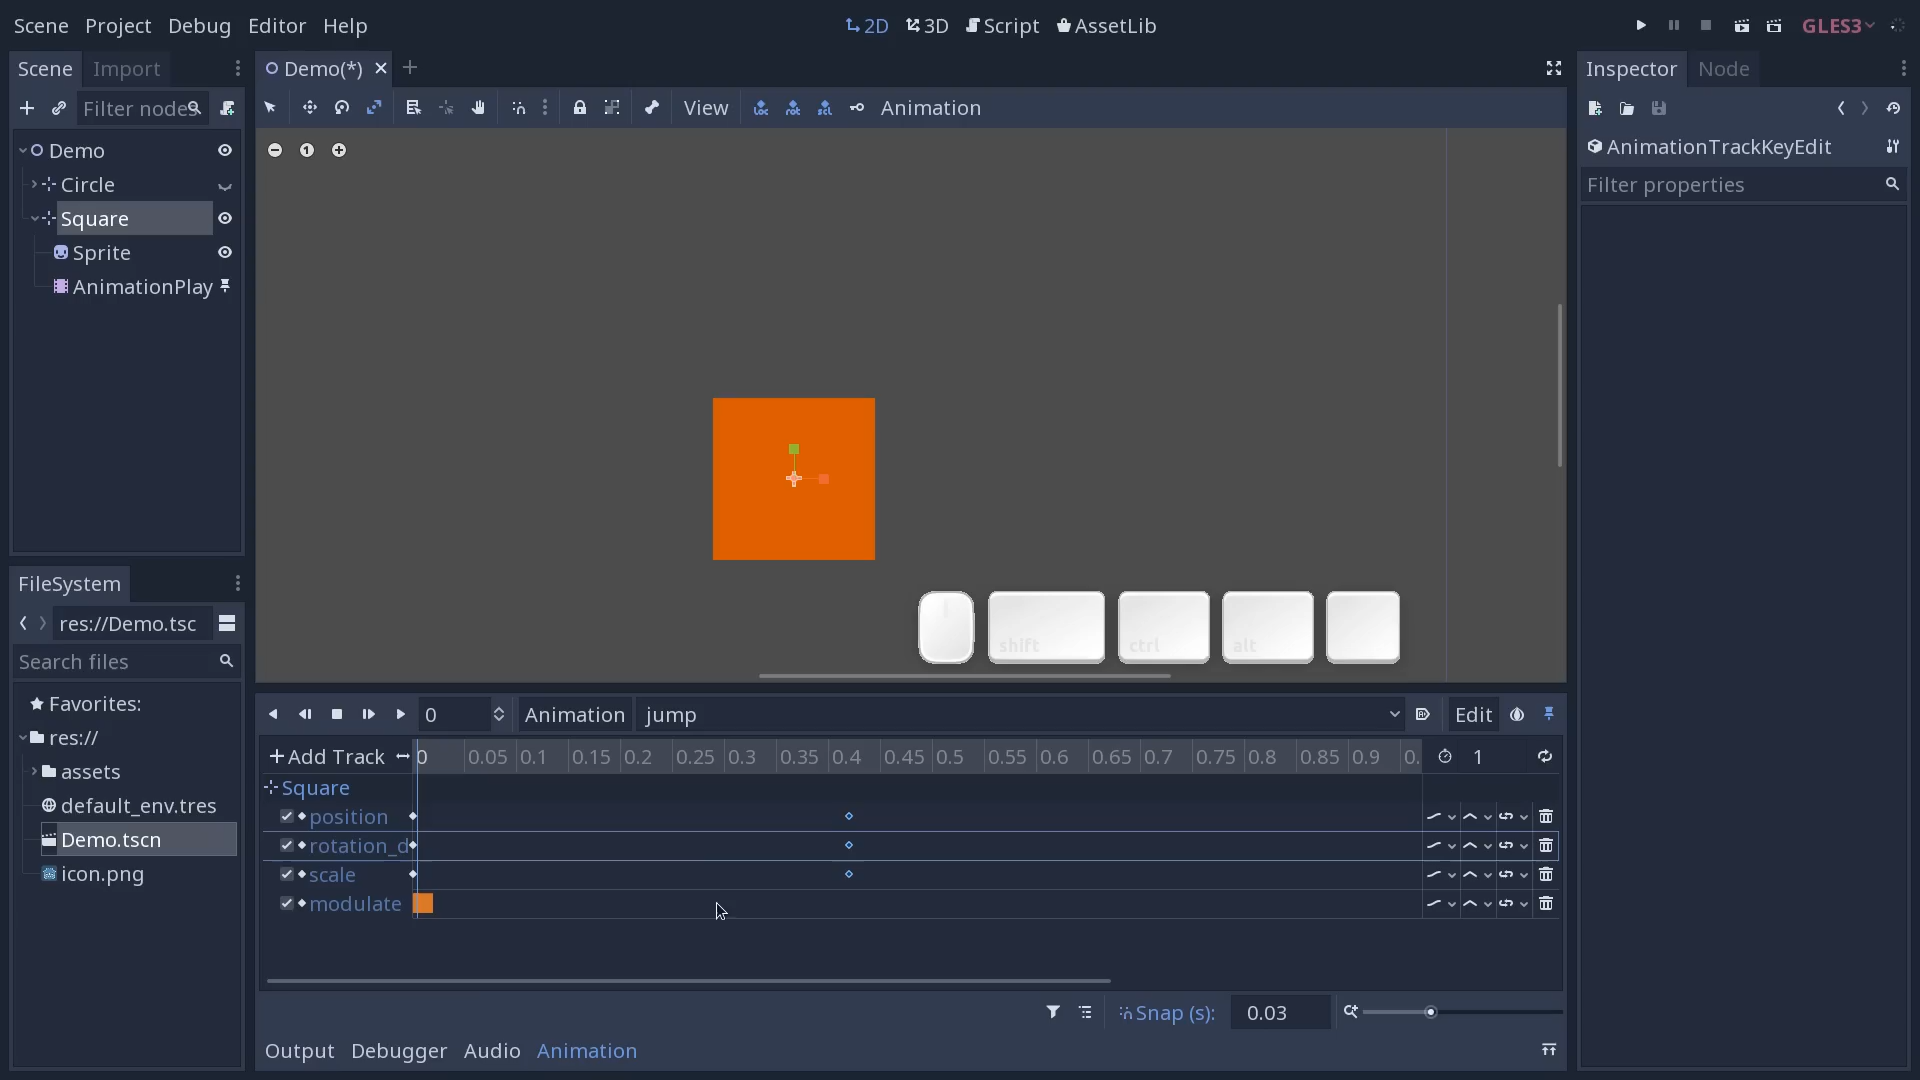 Scene Project Debug Editor Help 2D 3D Script AssetLib GLES3
Scene Import Demo(*) Inspector Node
Filter nodes View Animation
Demo AnimationTrackKeyEdit
Circle Filter properties
Square
Sprite
AnimationPlay
FileSystem
res://Demo.tsc shift ctrl alt
Search files
Favorites: 0 Animation jump Edit
res:// Add Track 0 0.05 0.1 0.15 0.2 0.25 0.3 0.35 0.4 0.45 0.5 0.55 0.6 0.65 0.7 0.75 0.8 0.85 0.9 0. 1
assets Square
default_env.tres position
Demo.tscn rotation_d
icon.png scale
modulate
Snap (s): 0.03
Output Debugger Audio Animation